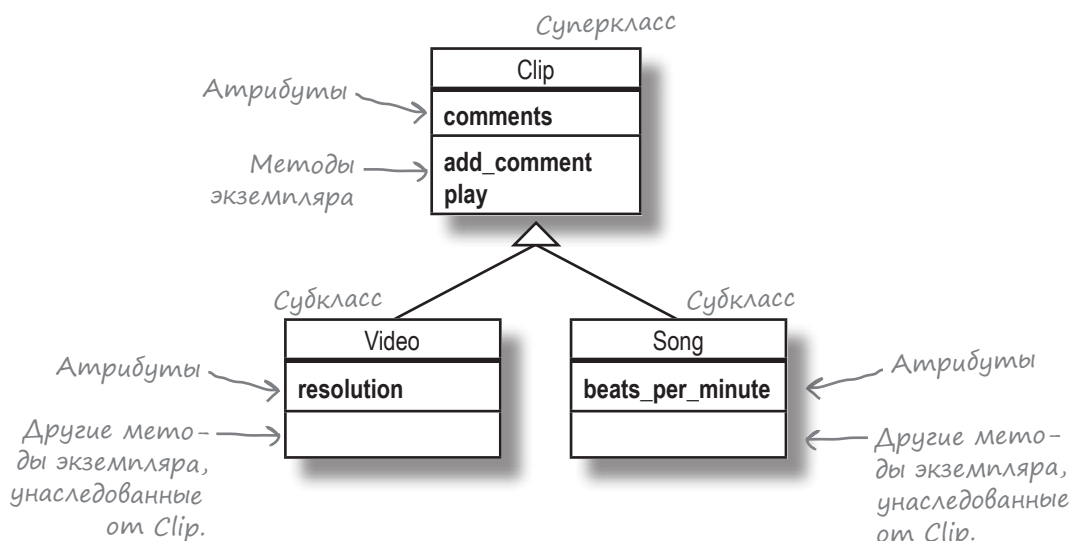 Суперкласс
Clip
Атрибуты
comments
Методы
экземпляра
add_comment
play
Субкласс
Video
Атрибуты
resolution
Другие мето-
ды экземпляра,
унаследованные
от Clip.
Субкласс
Song
Атрибуты
beats_per_minute
Другие мето-
ды экземпляра,
унаследованные
от Clip.